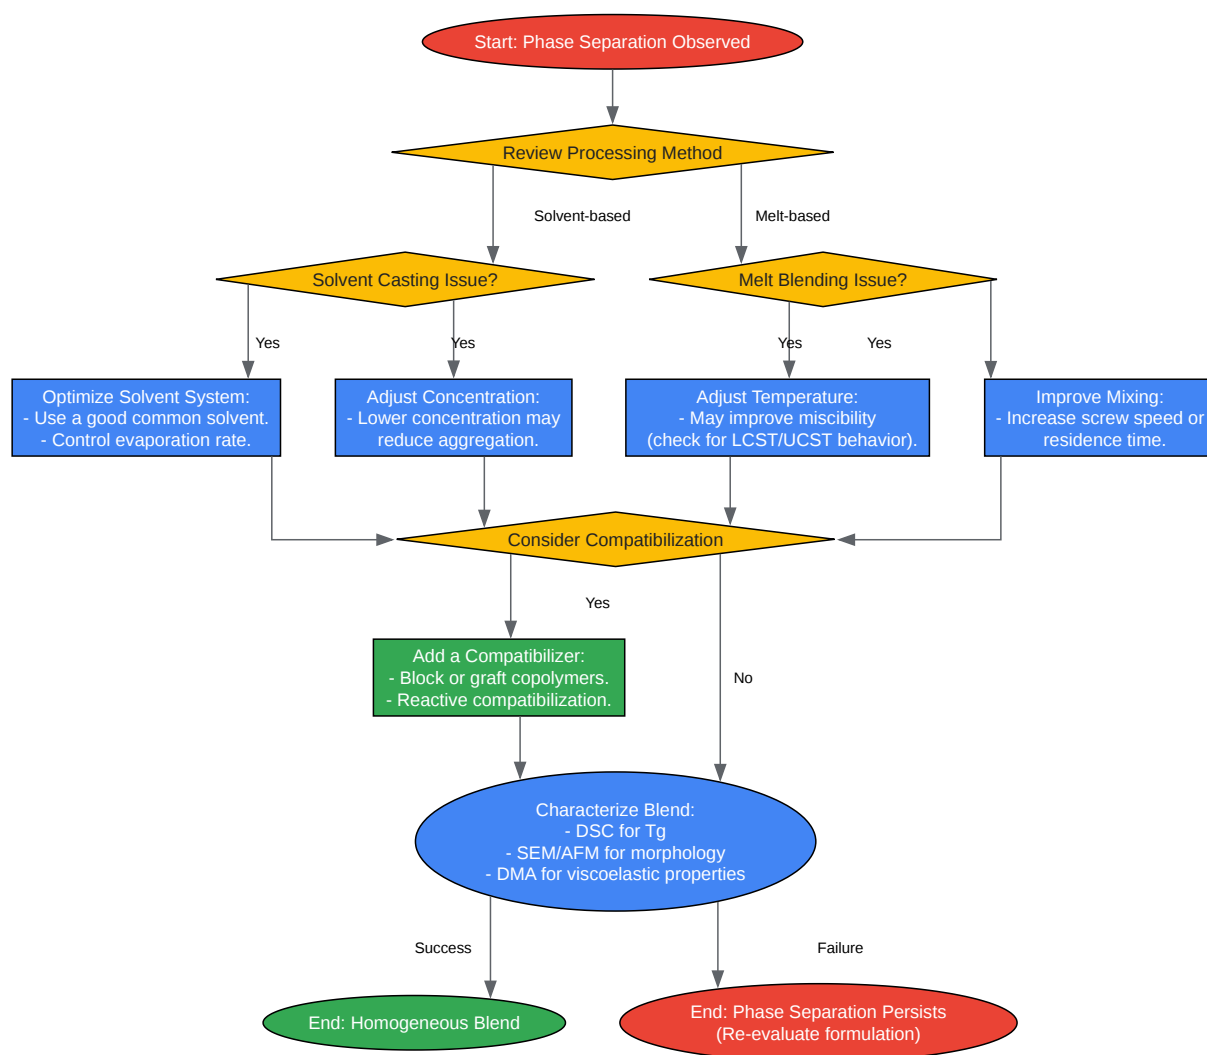 Start: Phase Separation Observed
Review Processing Method
Solvent-based
Melt-based
Solvent Casting Issue?
Melt Blending Issue?
Yes
Yes
Yes
Yes
Optimize Solvent System:
- Use a good common solvent.
- Control evaporation rate.
Adjust Concentration:
- Lower concentration may
reduce aggregation.
Adjust Temperature:
- May improve miscibility
(check for LCST/UCST behavior).
Improve Mixing:
- Increase screw speed or
residence time.
Consider Compatibilization
Yes
Add a Compatibilizer:
- Block or graft copolymers.
- Reactive compatibilization.
No
Characterize Blend:
- DSC for Tg
- SEM/AFM for morphology
- DMA for viscoelastic properties
Success
Failure
End: Homogeneous Blend
End: Phase Separation Persists
(Re-evaluate formulation)